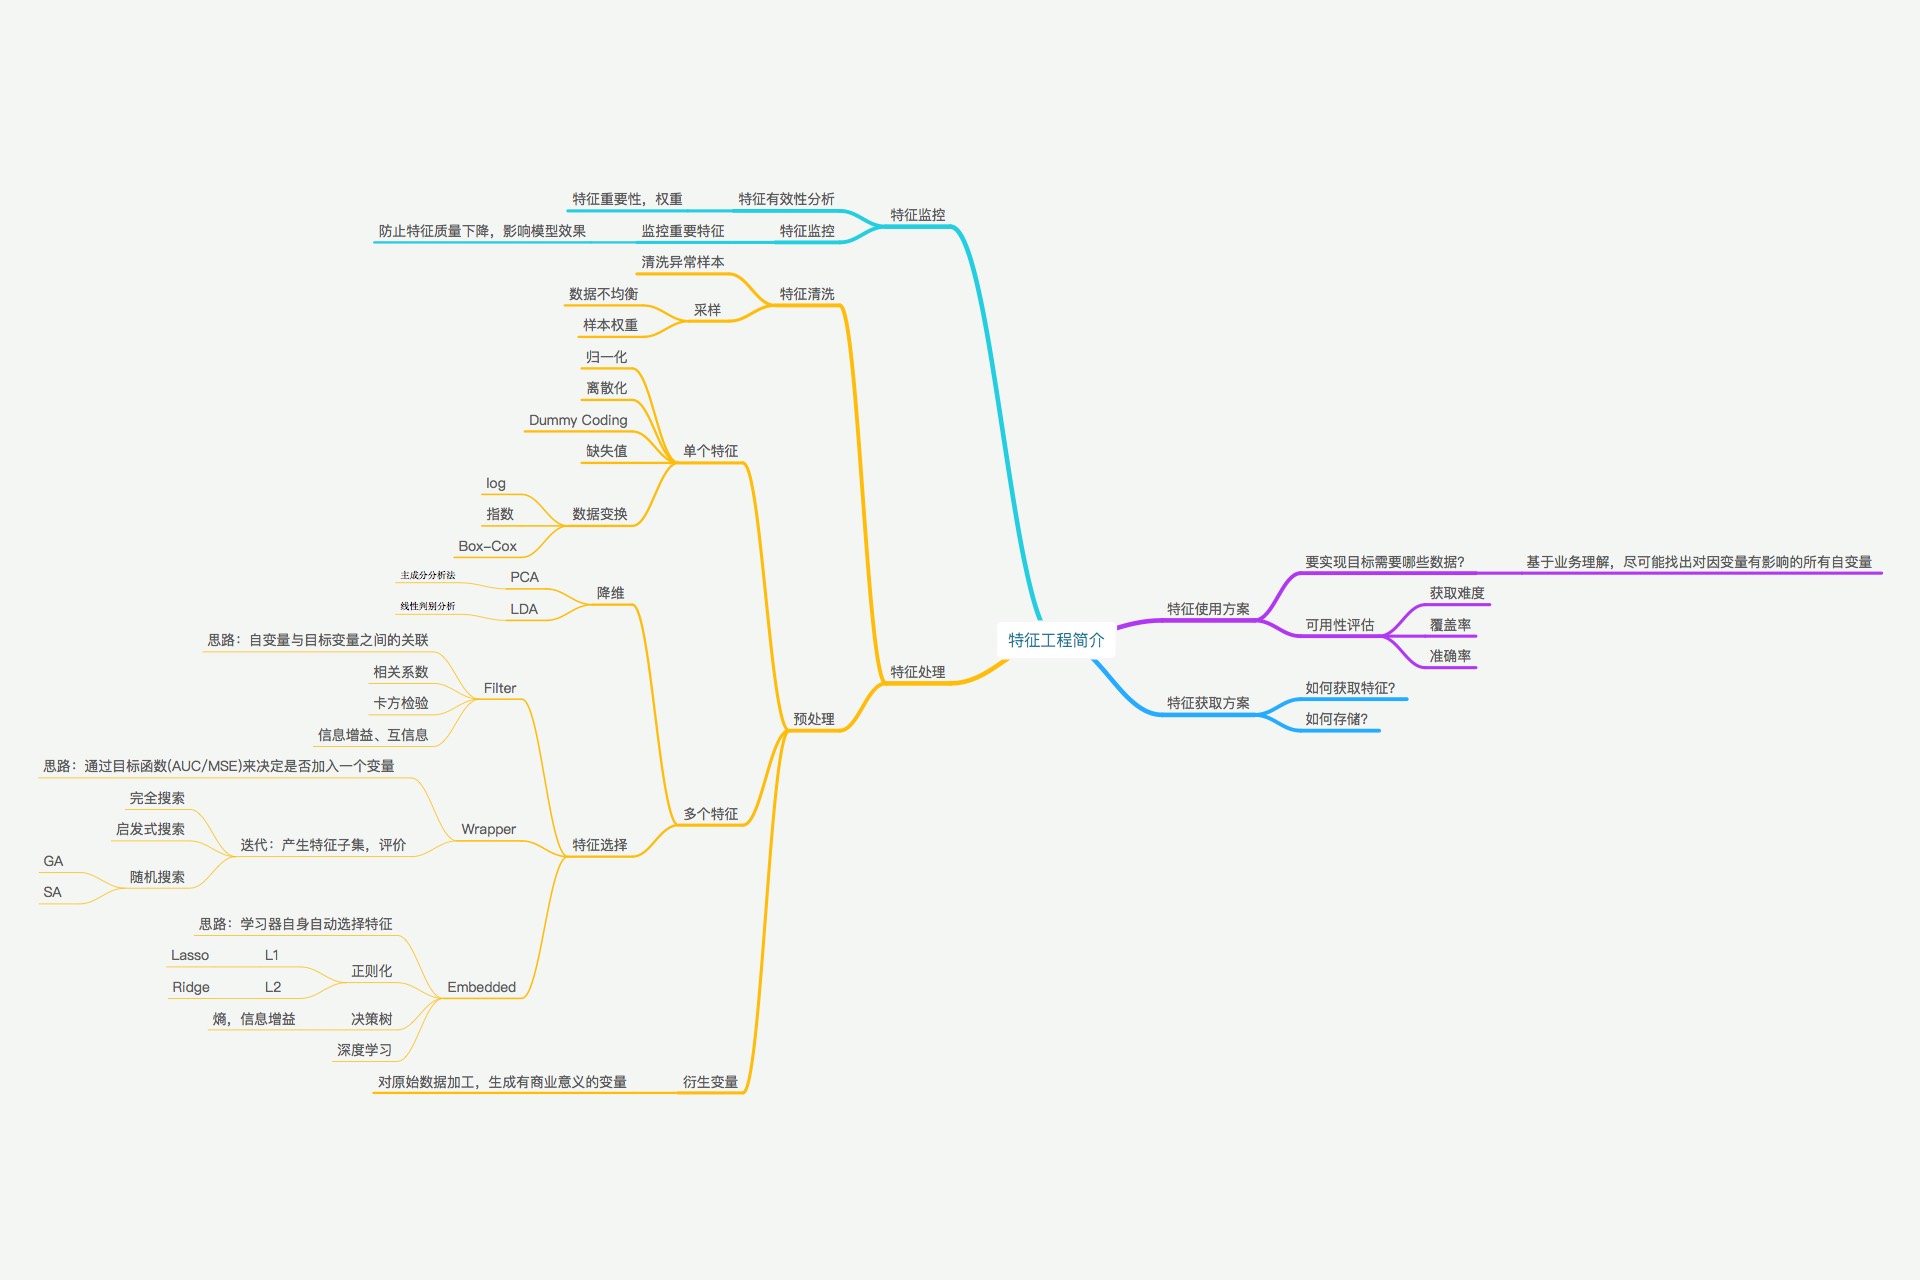 特征工程简介
特征使用方案
要实现目标需要哪些数据?
基于业务理解，尽可能找出对因变量有影响的所有自变量
可用性评估
获取难度
覆盖率
准确率
特征获取方案
如何获取特征?
如何存储?
特征处理
特征清洗
清洗异常样本
采样
数据不均衡
样本权重
预处理
单个特征
归一化
离散化
Dummy Coding
缺失值
数据变换
log
指数
Box-Cox
多个特征
降维
PCA
主成分分析法
LDA
线性判别分析
特征选择
Filter
思路：自变量与目标变量之间的关联
相关系数
卡方检验
信息增益、互信息
Wrapper
思路：通过目标函数(AUC/MSE)来决定是否加入一个变量
迭代：产生特征子集，评价
完全搜索
启发式搜索
随机搜索
GA
SA
Embedded
思路：学习器自身自动选择特征
正则化
L1
Lasso
L2
Ridge
决策树
熵，信息增益
深度学习
衍生变量
对原始数据加工，生成有商业意义的变量
特征监控
特征有效性分析
特征重要性，权重
特征监控
监控重要特征
防止特征质量下降，影响模型效果